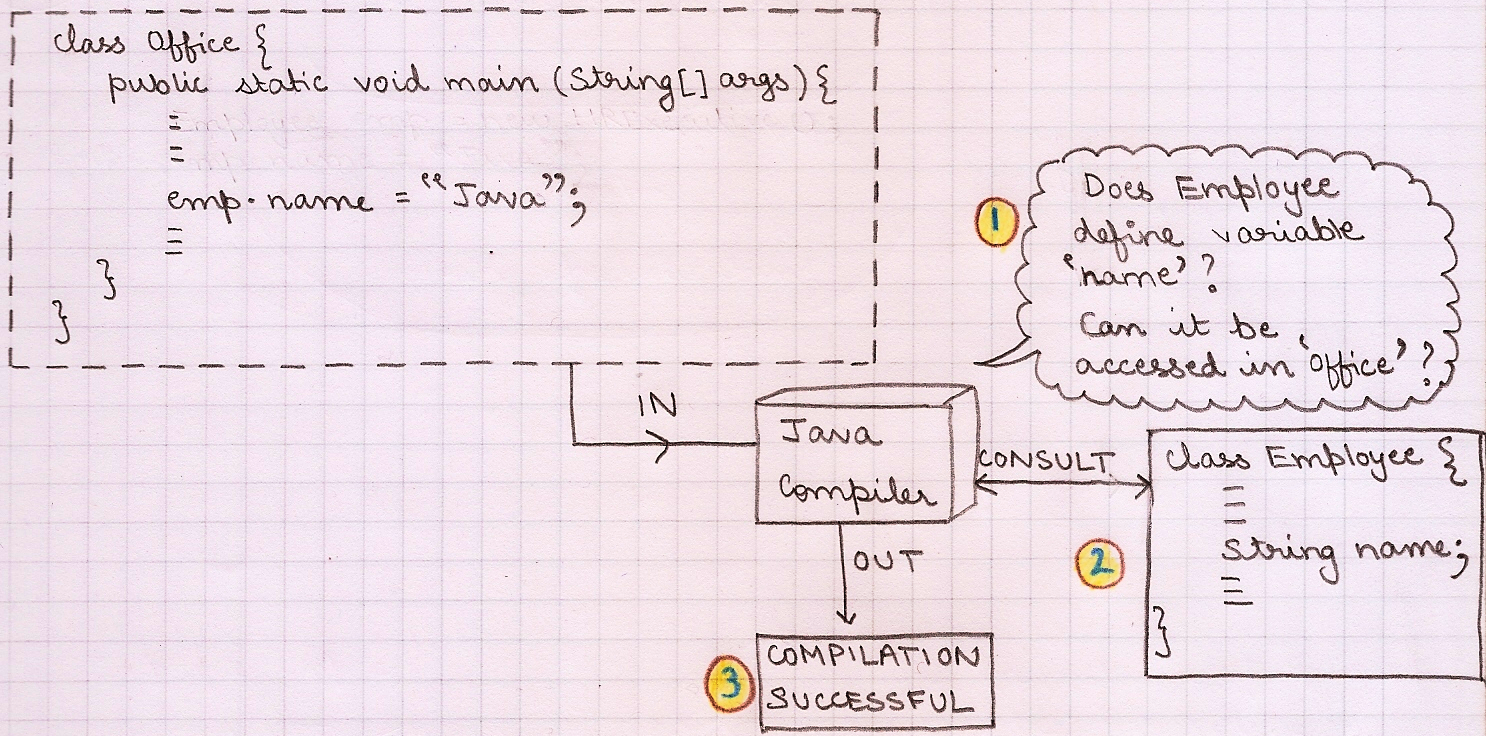 class Office {
public static void main (String[] args) {
emp.name = "Java";
}
}
1
Does Employee
define variable
'name' ?
Can it be
accessed in 'Office' ?
IN
Java
Compiler
CONSULT
class Employee {
String name;
}
2
OUT
3
COMPILATION
SUCCESSFUL